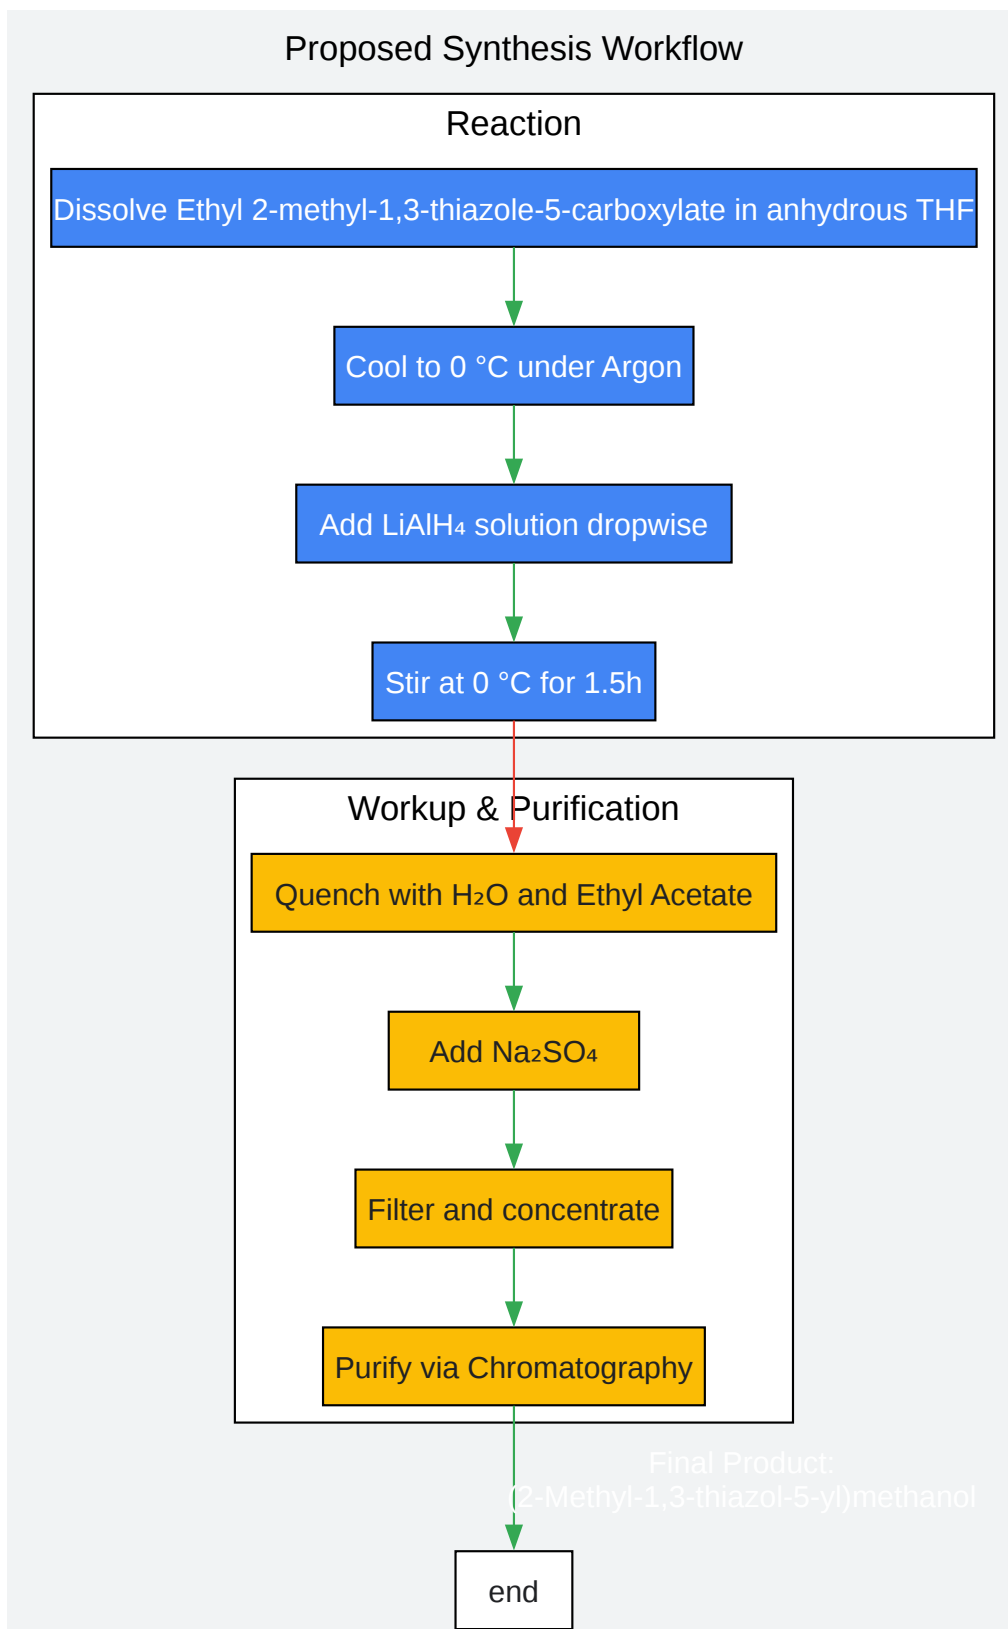 Proposed Synthesis Workflow
Reaction
Dissolve Ethyl 2-methyl-1,3-thiazole-5-carboxylate in anhydrous THF
Cool to 0 °C under Argon
Add LiAlH₄ solution dropwise
Stir at 0 °C for 1.5h
Workup & Purification
Quench with H₂O and Ethyl Acetate
Add Na₂SO₄
Filter and concentrate
Purify via Chromatography
Final Product:
(2-Methyl-1,3-thiazol-5-yl)methanol
end